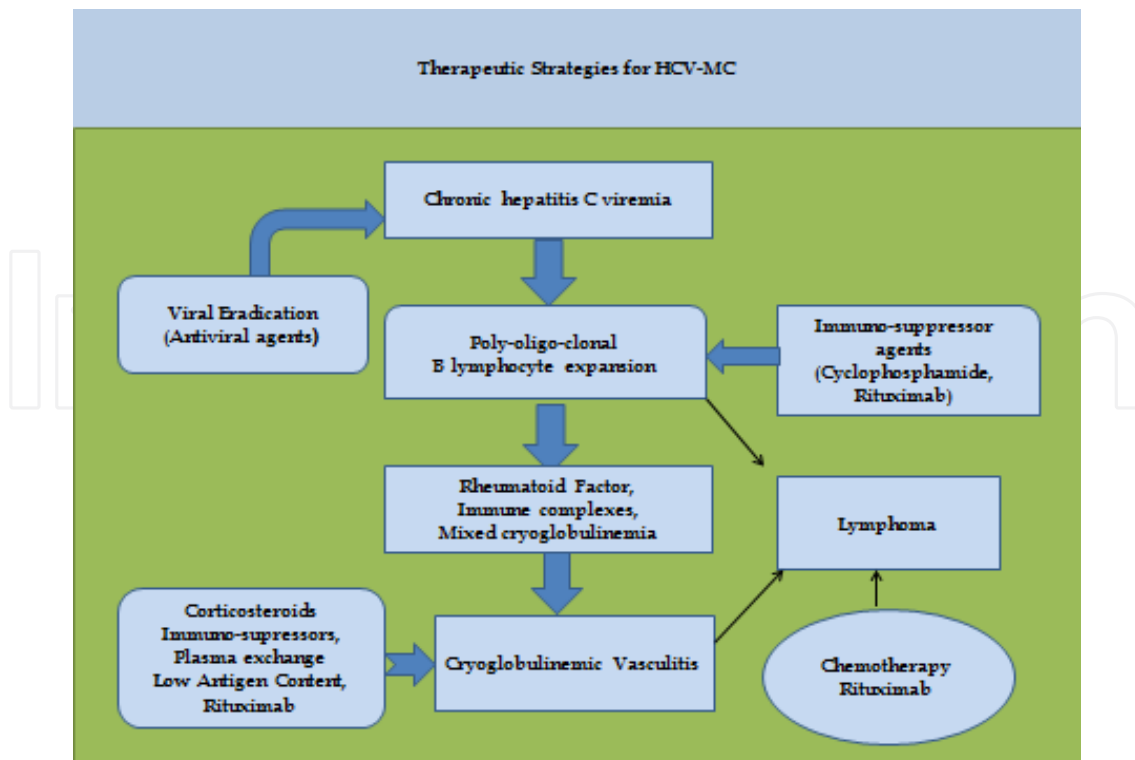 Therapeutic Strategies for HCV-MC
Chronic hepatitis C viremia
Viral Eradication
(Antiviral agents)
Poly-oligo-clonal
B lymphocyte expansion
Immuno-suppressor
agents
(Cyclophosphamide,
Rituximab)
Rheumatoid Factor,
Immune complexes,
Mixed cryoglobulinemia
Lymphoma
Corticosteroids
Immuno-supressors,
Plasma exchange
Low Antigen Content,
Rituximab
Cryoglobulinemic Vasculitis
Chemotherapy
Rituximab